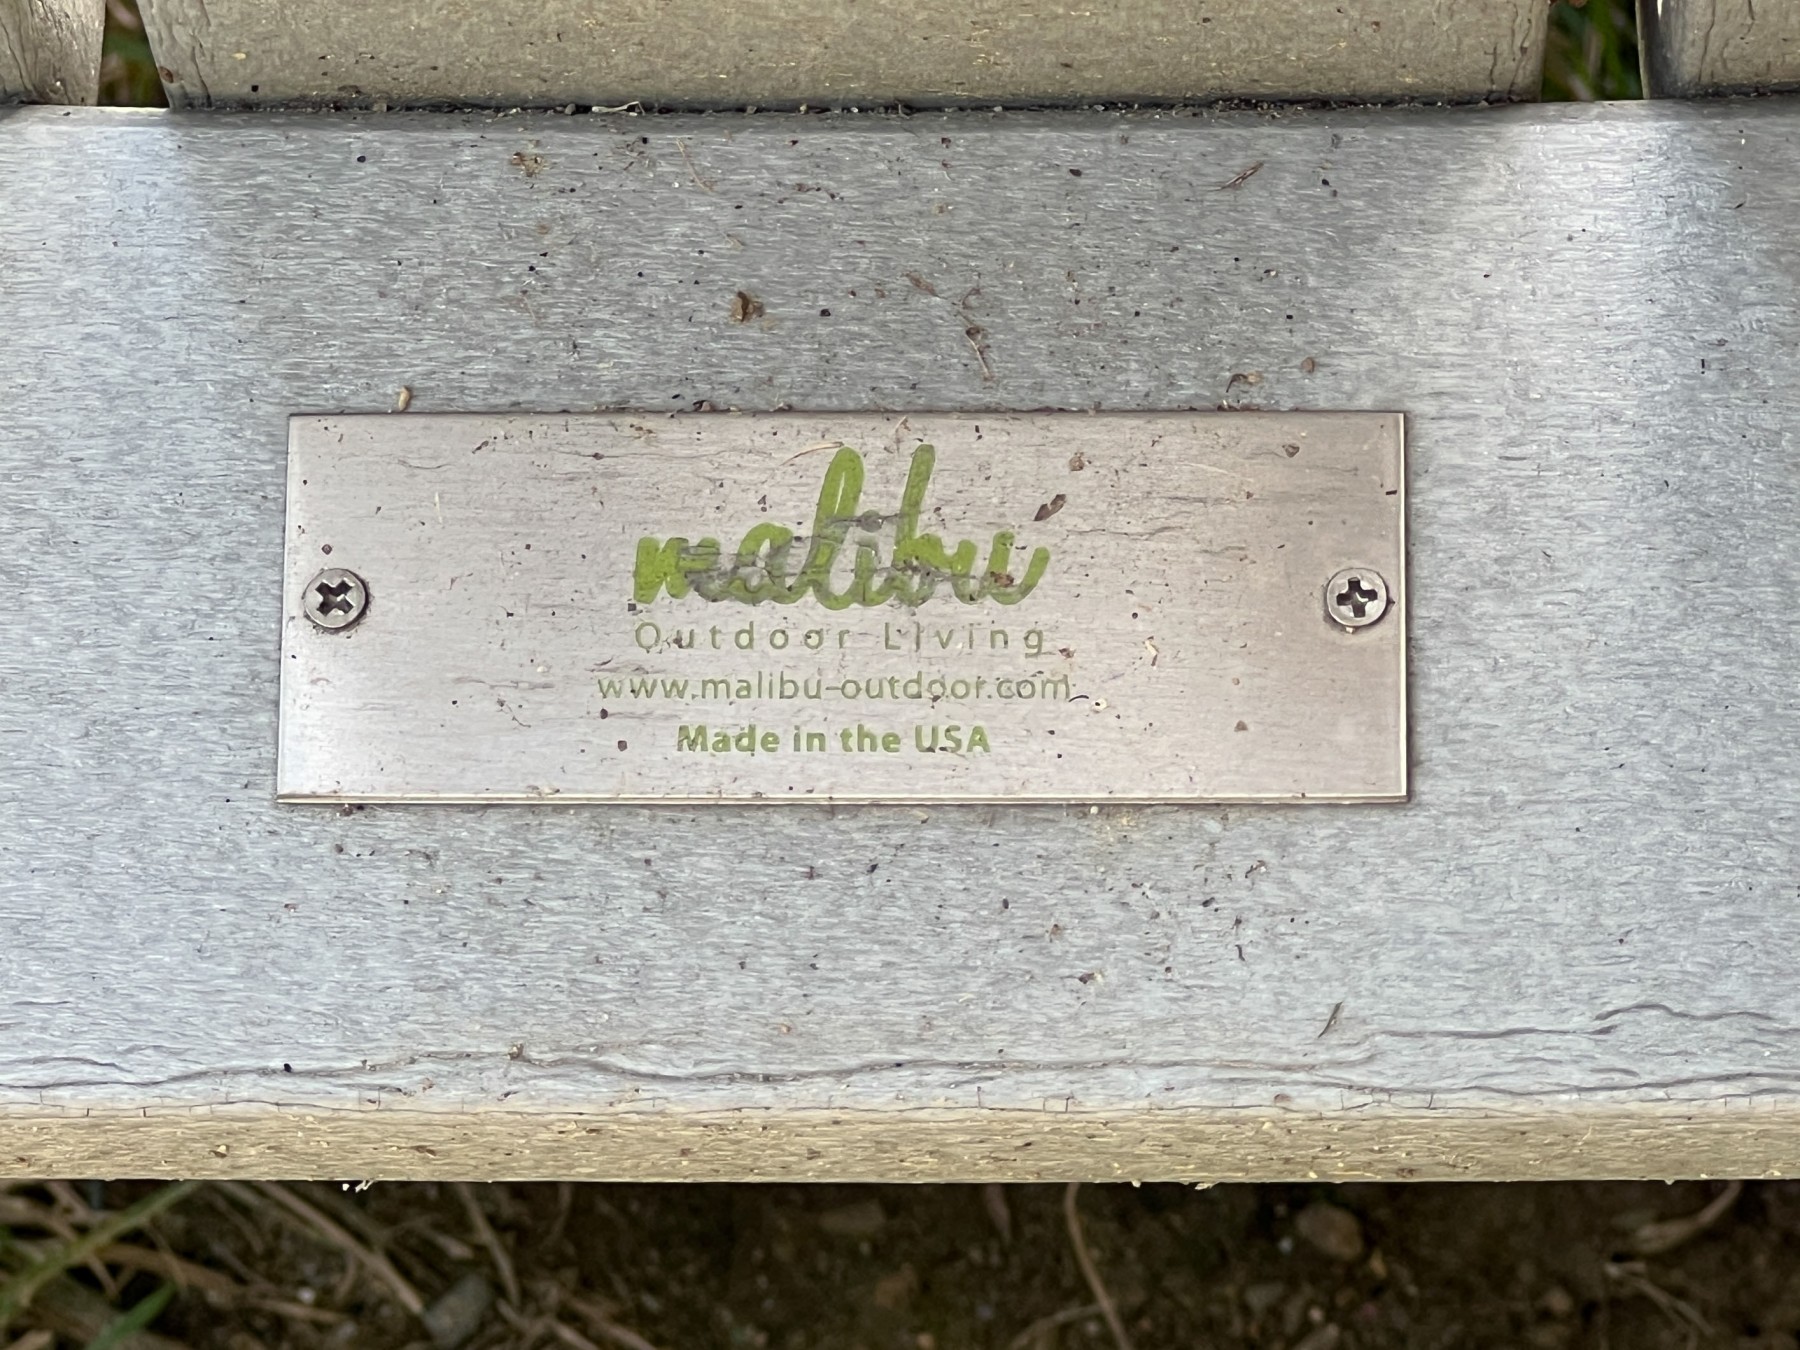 malibu
Outdoor Living
www.malibu-outdoor.com
Made in the USA